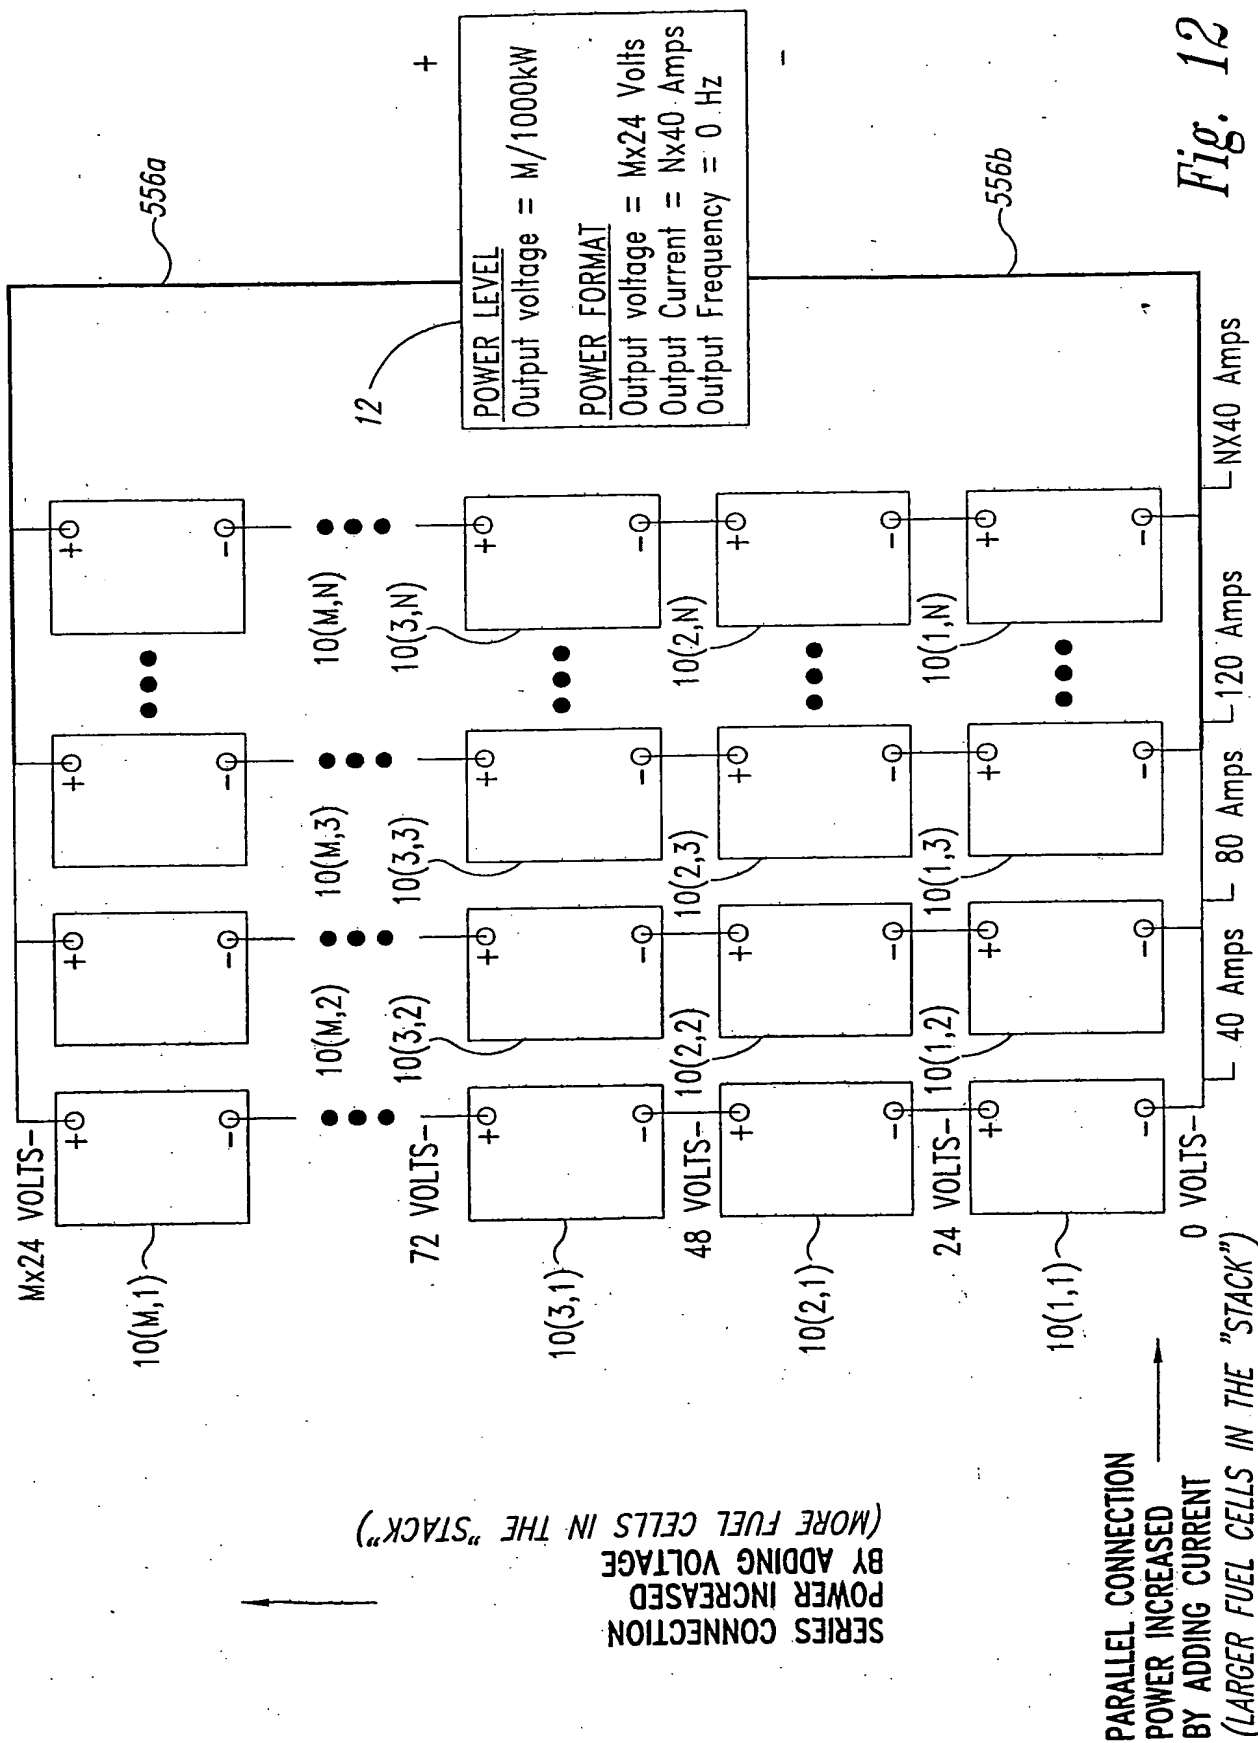 Mx24 VOLTS
556a
10(M,1)
10(M,2)
10(M,3)
10(M,N)
12
+
POWER LEVEL
Output voltage = M/1000kW
POWER FORMAT
Output voltage = Mx24 Volts
Output Current = Nx40 Amps
Output Frequency = 0 Hz
-
72 VOLTS
10(3,1)
10(3,2)
10(3,3)
10(3,N)
48 VOLTS
10(2,1)
10(2,2)
10(2,3)
10(2,N)
24 VOLTS
10(1,1)
10(1,2)
10(1,3)
10(1,N)
556b
0 VOLTS
40 Amps
80 Amps
120 Amps
NX40 Amps
SERIES CONNECTION
POWER INCREASED
BY ADDING VOLTAGE
(MORE FUEL CELLS IN THE "STACK")
PARALLEL CONNECTION
POWER INCREASED
BY ADDING CURRENT
(LARGER FUEL CELLS IN THE "STACK")
Fig. 12